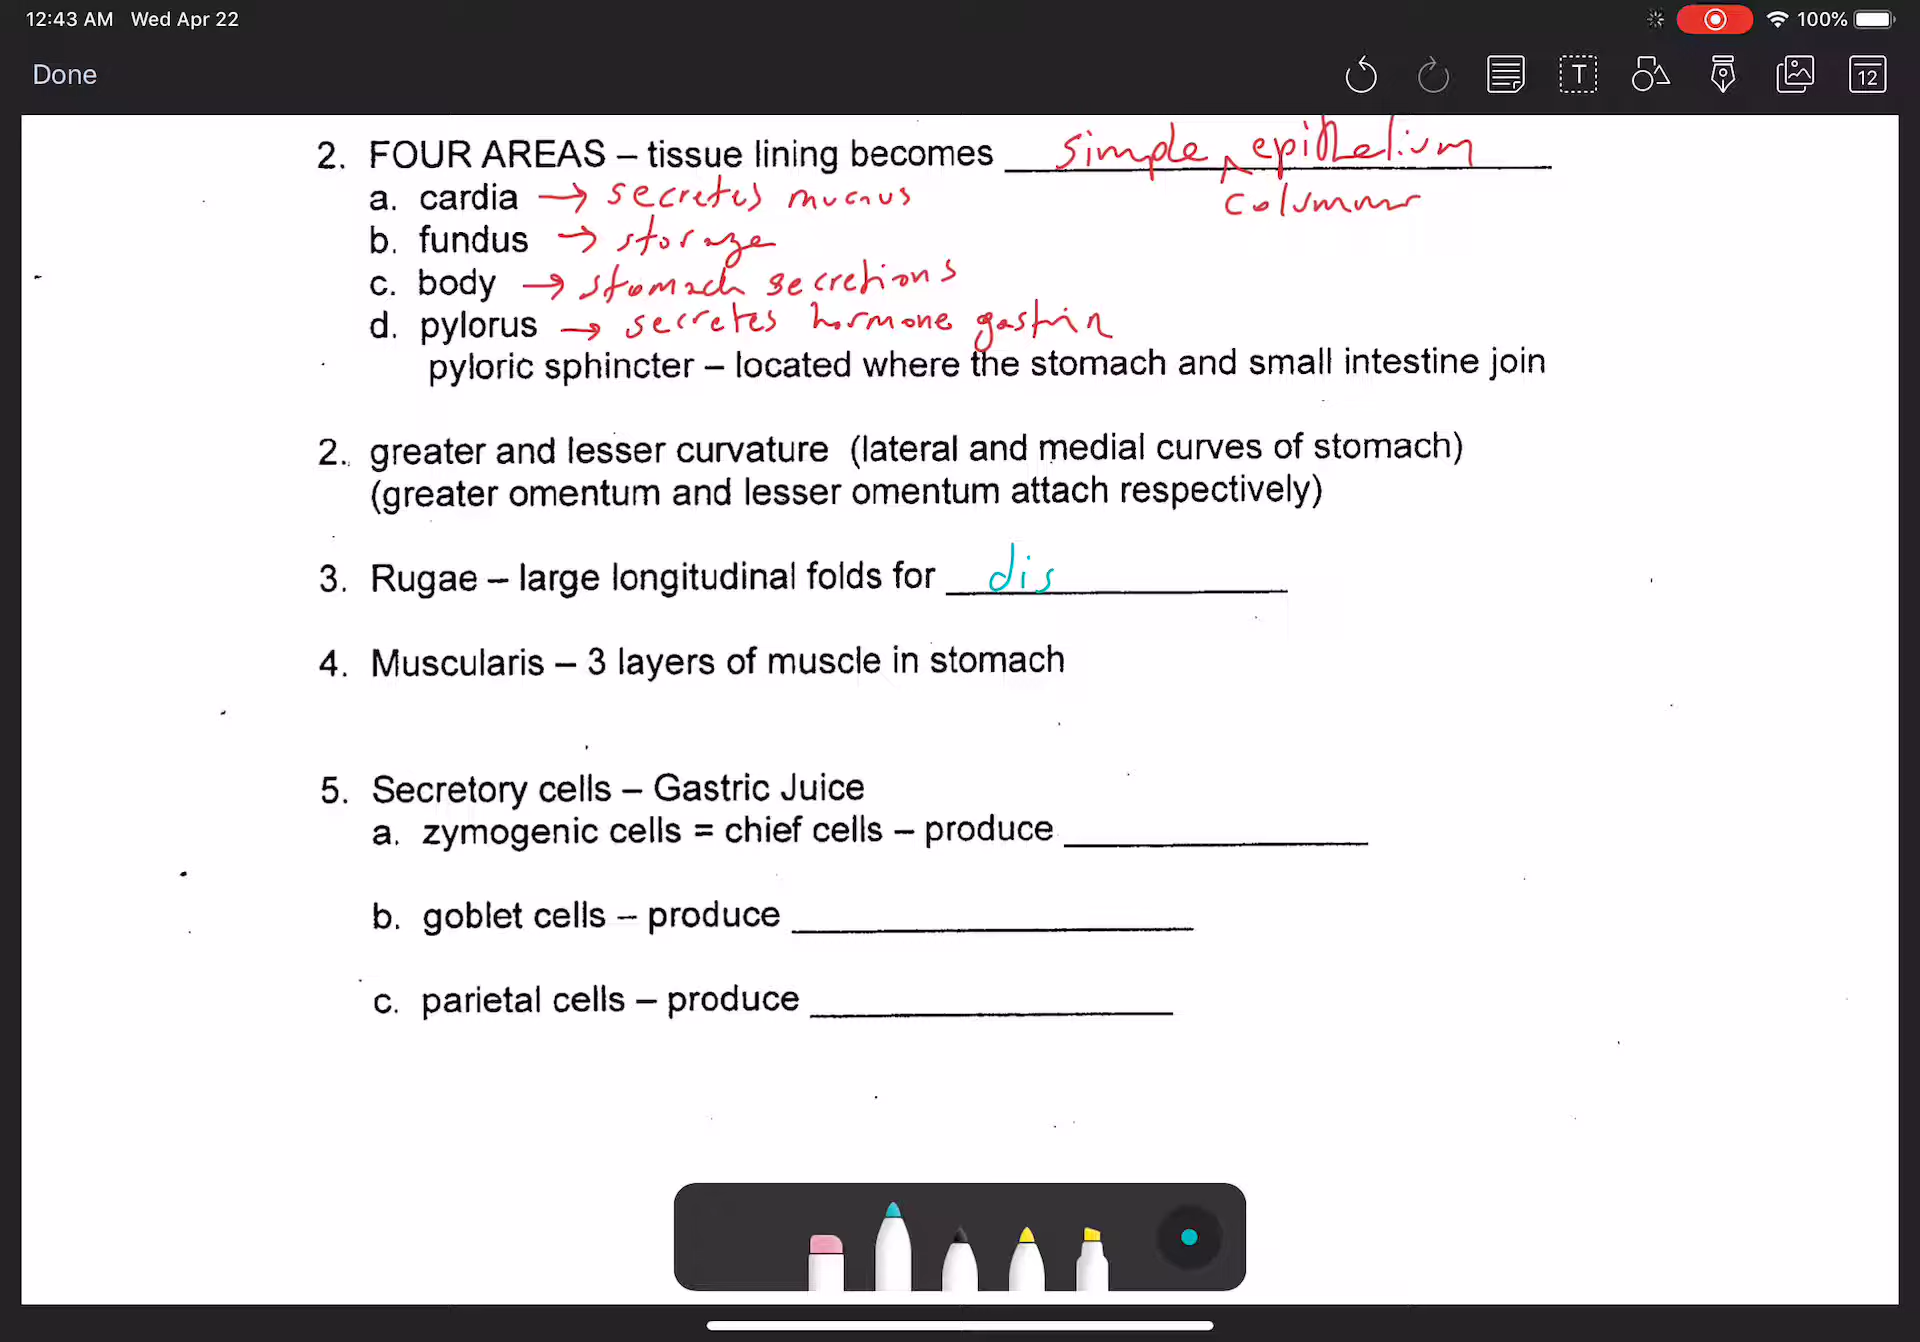 12:43 AM Wed Apr 22 100%
Done T 12
2. FOUR AREAS – tissue lining becomes simple ^ epithelium
columnar
a. cardia → secretes mucus
b. fundus → storage
c. body → stomach secretions
d. pylorus → secretes hormone gastrin
pyloric sphincter – located where the stomach and small intestine join
2. greater and lesser curvature (lateral and medial curves of stomach)
(greater omentum and lesser omentum attach respectively)
3. Rugae – large longitudinal folds for dis
4. Muscularis – 3 layers of muscle in stomach
5. Secretory cells – Gastric Juice
a. zymogenic cells = chief cells – produce
b. goblet cells – produce
c. parietal cells – produce